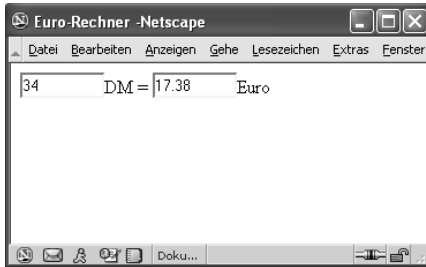 Euro-Rechner -Netscape
Datei Bearbeiten Anzeigen Gehe Lesezeichen Extras Fenster
34 DM = 17.38 Euro
Doku...